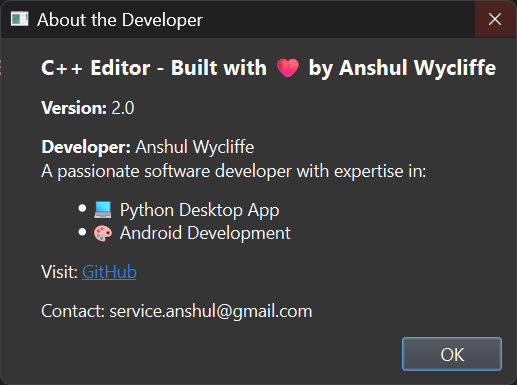 About the Developer
C++ Editor - Built with ❤️ by Anshul Wycliffe
Version: 2.0
Developer: Anshul Wycliffe
A passionate software developer with expertise in:
• 💻 Python Desktop App
• 🎨 Android Development
Visit: GitHub
Contact: service.anshul@gmail.com
OK